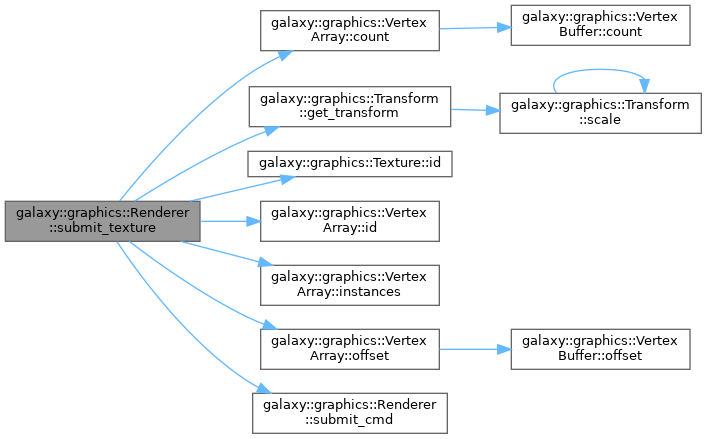 galaxy::graphics::Renderer
::submit_texture
galaxy::graphics::Vertex
Array::count
galaxy::graphics::Vertex
Buffer::count
galaxy::graphics::Transform
::get_transform
galaxy::graphics::Transform
::scale
galaxy::graphics::Texture::id
galaxy::graphics::Vertex
Array::id
galaxy::graphics::Vertex
Array::instances
galaxy::graphics::Vertex
Array::offset
galaxy::graphics::Vertex
Buffer::offset
galaxy::graphics::Renderer
::submit_cmd